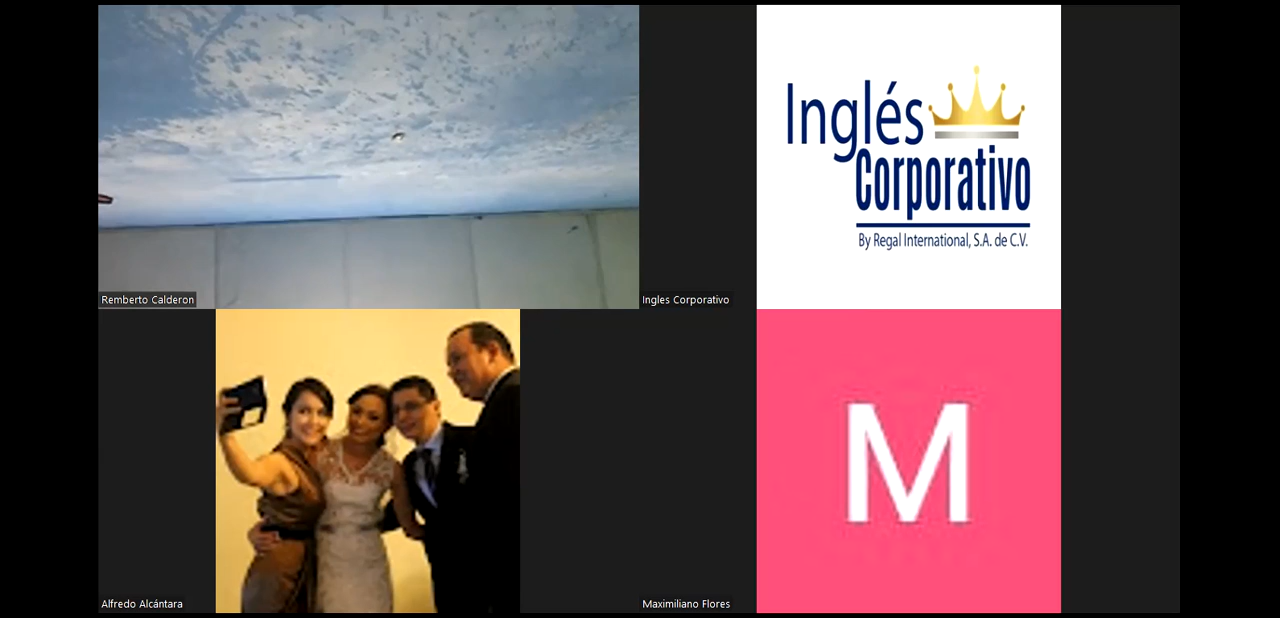 Remberto Calderon
Inglés
Corporativo
By Regal International, S.A. de C.V.
Ingles Corporativo
Alfredo Alcántara
M
Maximiliano Flores